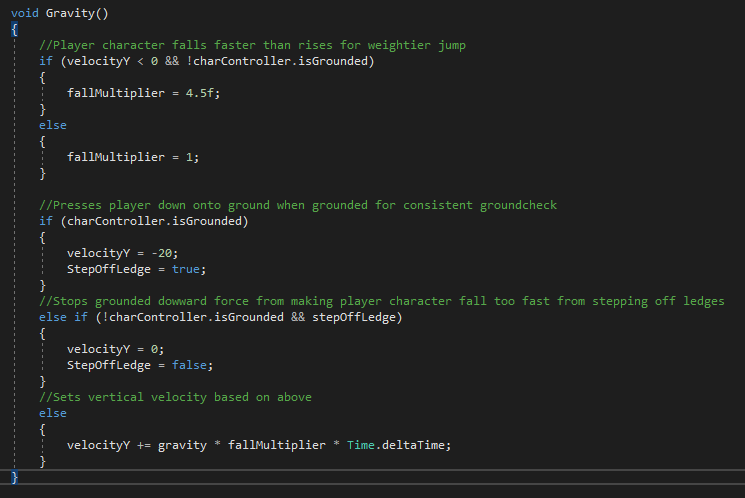 void Gravity()
{
//Player character falls faster than rises for weightier jump
if (velocityY < 0 && !charController.isGrounded)
{
fallMultiplier = 4.5f;
}
else
{
fallMultiplier = 1;
}
//Presses player down onto ground when grounded for consistent groundcheck
if (charController.isGrounded)
{
velocityY = -20;
StepOffLedge = true;
}
//Stops grounded dowward force from making player character fall too fast from stepping off ledges
else if (!charController.isGrounded && stepOffLedge)
{
velocityY = 0;
StepOffLedge = false;
}
//Sets vertical velocity based on above
else
{
velocityY += gravity * fallMultiplier * Time.deltaTime;
}
}